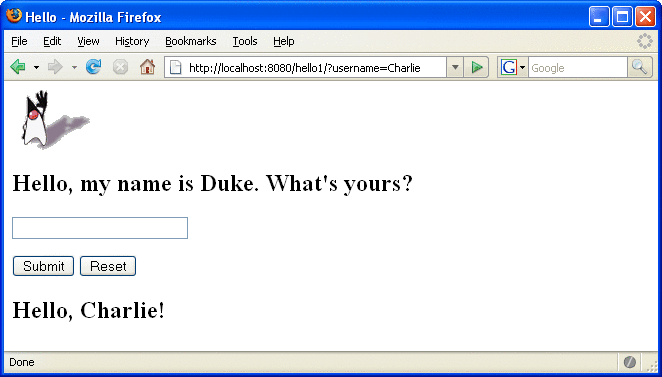 Hello - Mozilla Firefox
File Edit View History Bookmarks Tools Help
http://localhost:8080/hello1/?username=Charlie G Google
Hello, my name is Duke. What's yours?
Submit Reset
Hello, Charlie!
Done